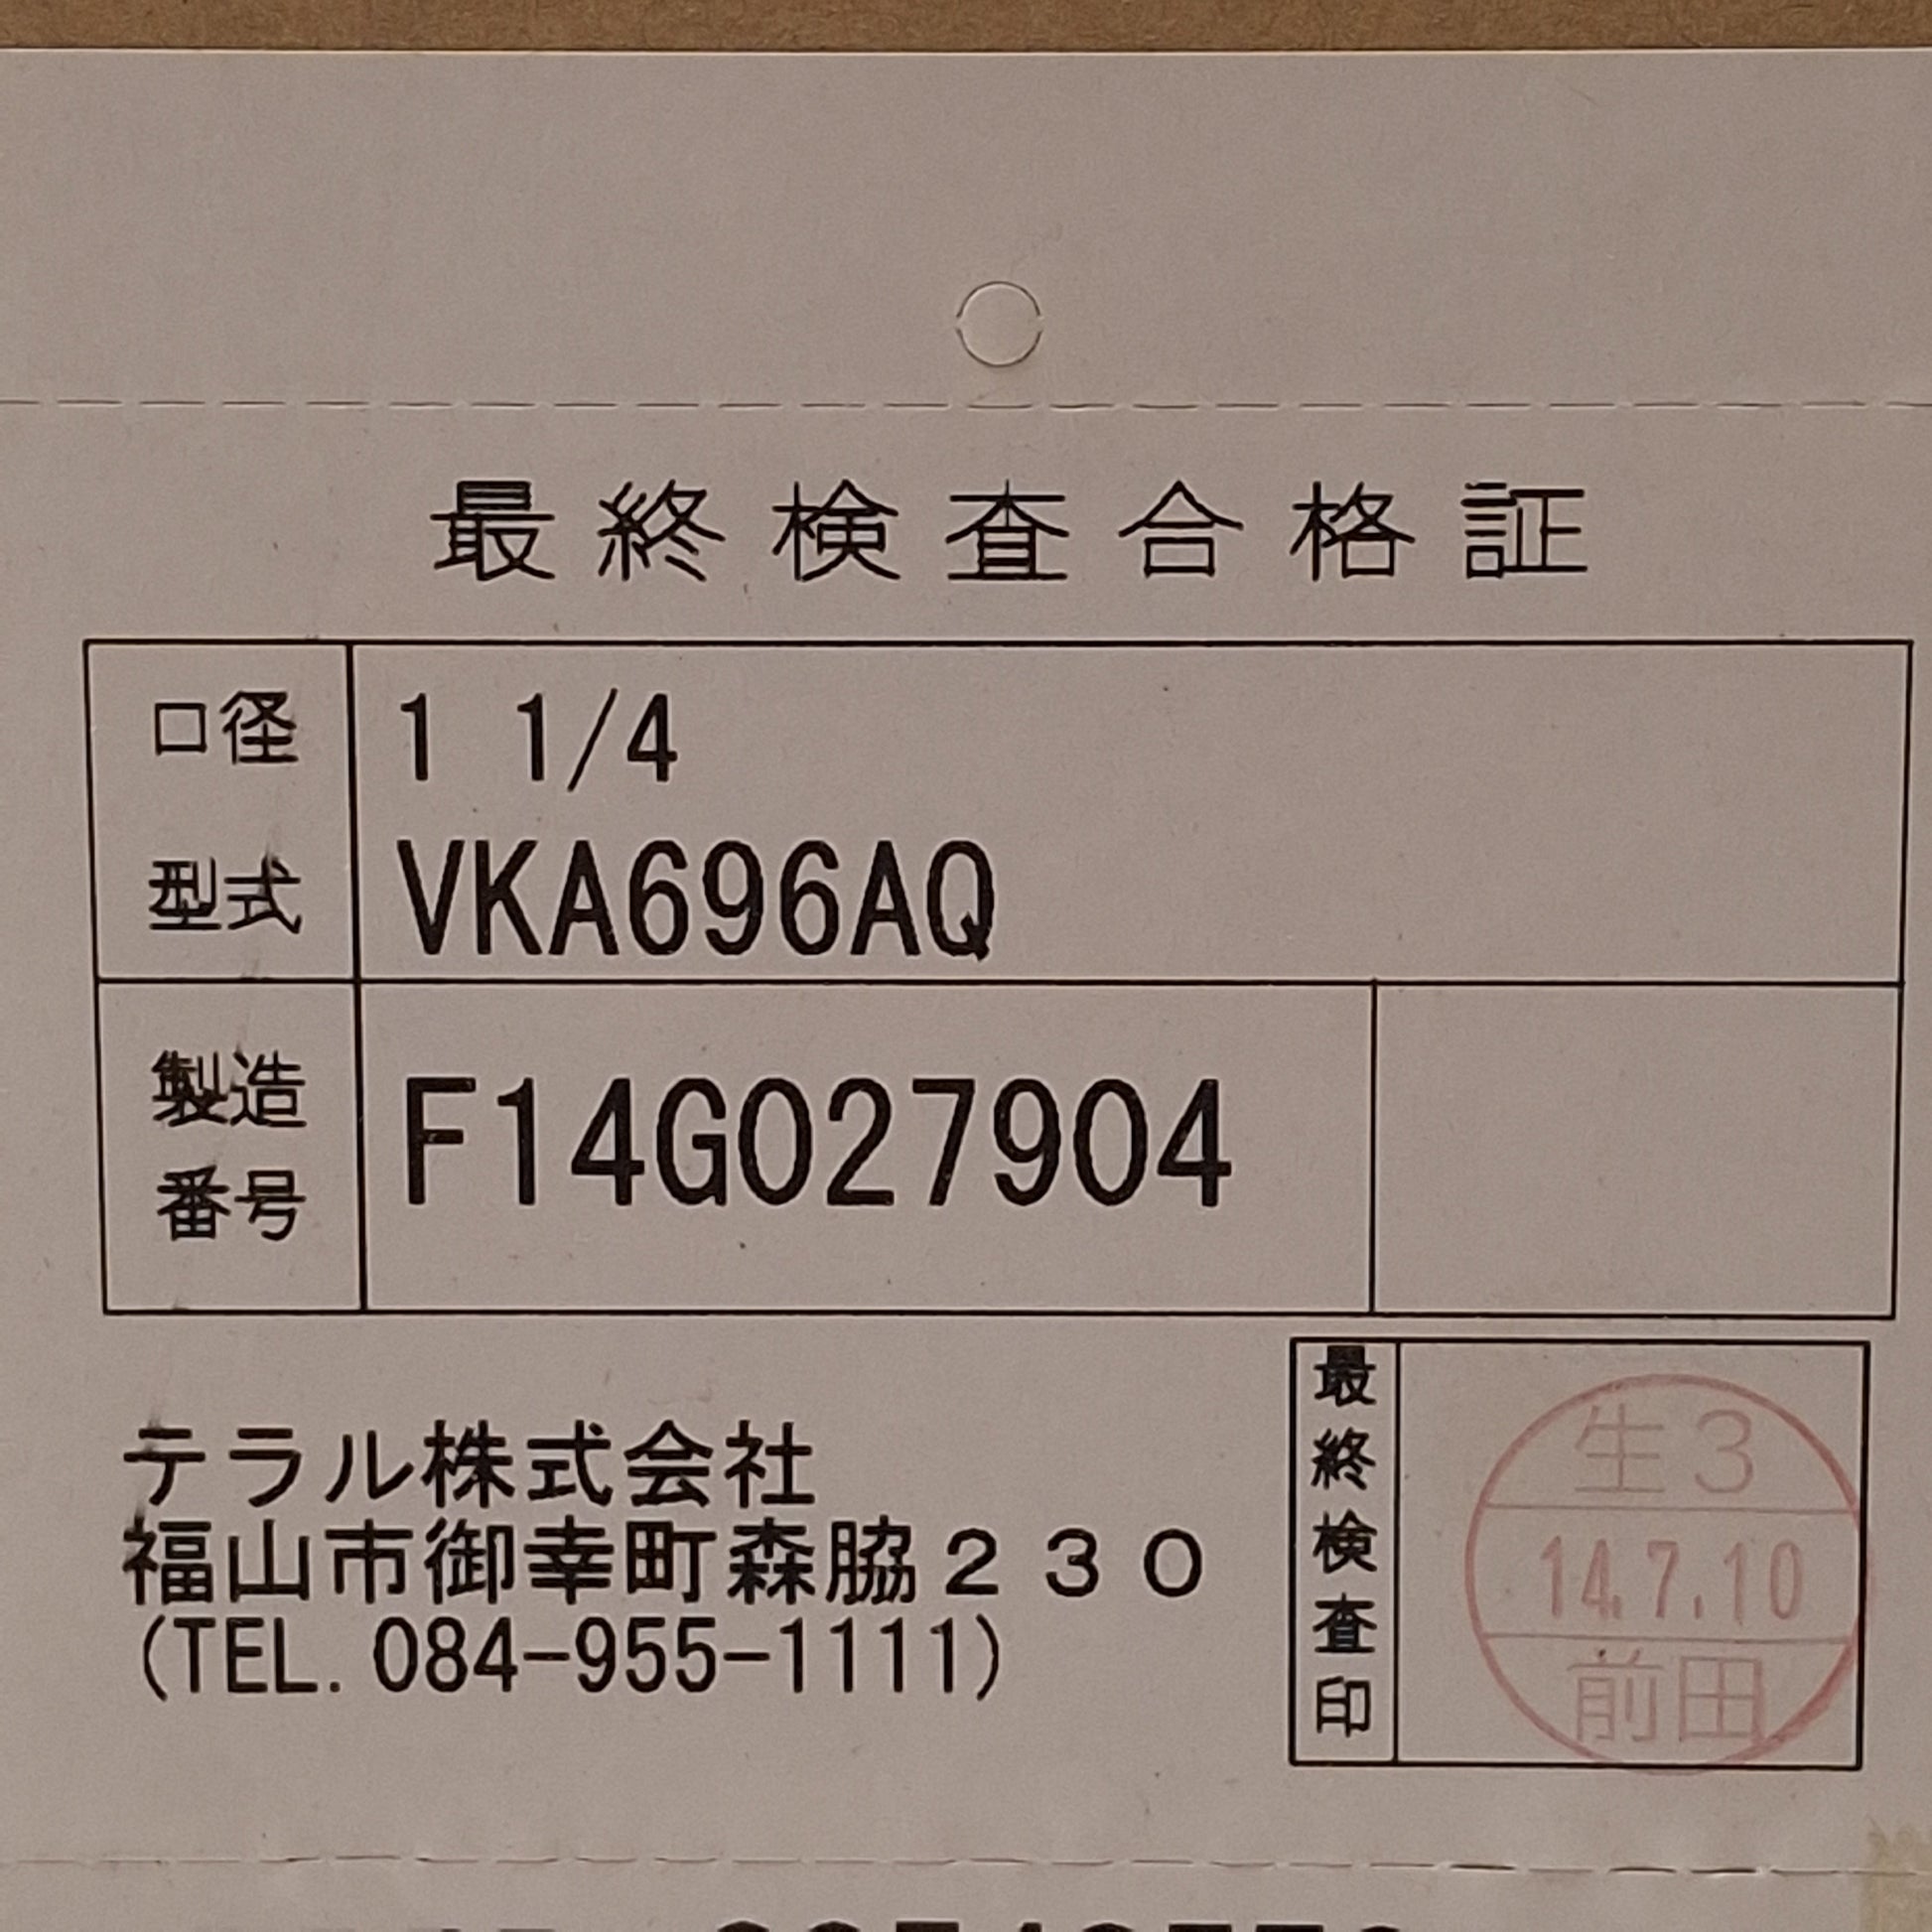 最終検査合格証
口径 1 1/4
型式 VKA696AQ
製造番号 F14G027904
テラル株式会社
福山市御幸町森脇２３０
(TEL. 084-955-1111)
最終検査印
生3
14.7.10
前田